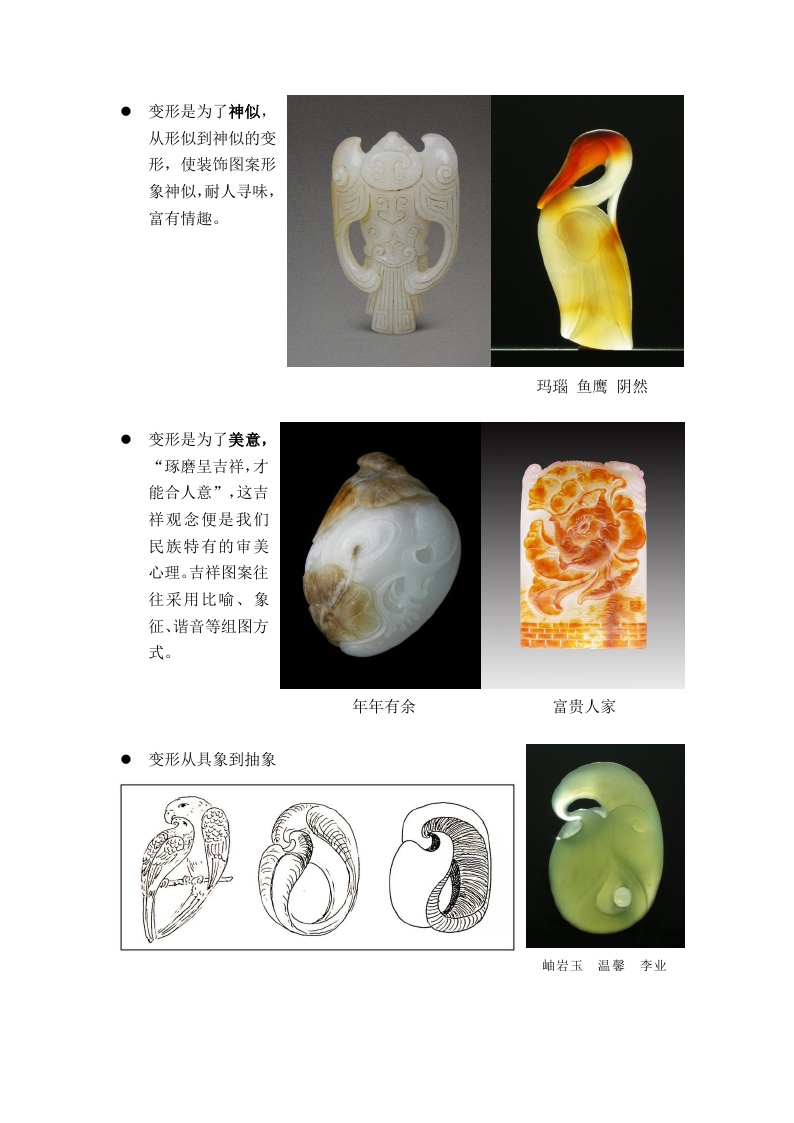 ● 变形是为了神似，
从形似到神似的变
形，使装饰图案形
象神似，耐人寻味，
富有情趣。
玛瑙 鱼鹰 阴然
● 变形是为了美意，
“琢磨呈吉祥，才
能合人意”，这吉
祥观念便是我们
民族特有的审美
心理。吉祥图案往
往采用比喻、象
征、谐音等组图方
式。
年年有余 富贵人家
● 变形从具象到抽象
岫岩玉 温馨 李业